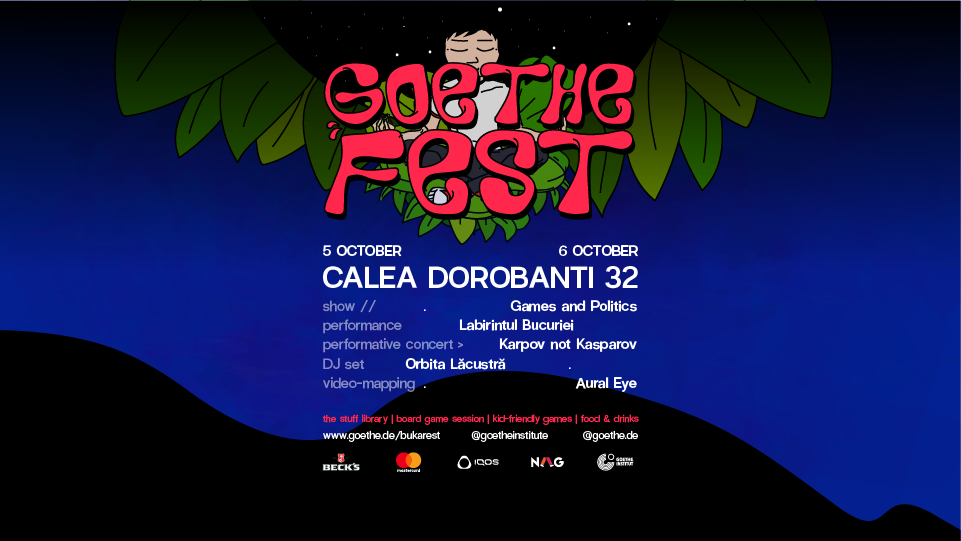 GOETHE
FEST
5 OCTOBER 6 OCTOBER
CALEA DOROBANTI 32
show // . Games and Politics
performance Labirintul Bucuriei
performative concert > Karpov not Kasparov
DJ set Orbita Lăcustră .
video-mapping . Aural Eye
the stuff library | board game session | kid-friendly games | food & drinks
www.goethe.de/bukarest @goetheinstitute @goethe.de
BECK'S mastercard IQOS NAG GOETHE INSTITUT